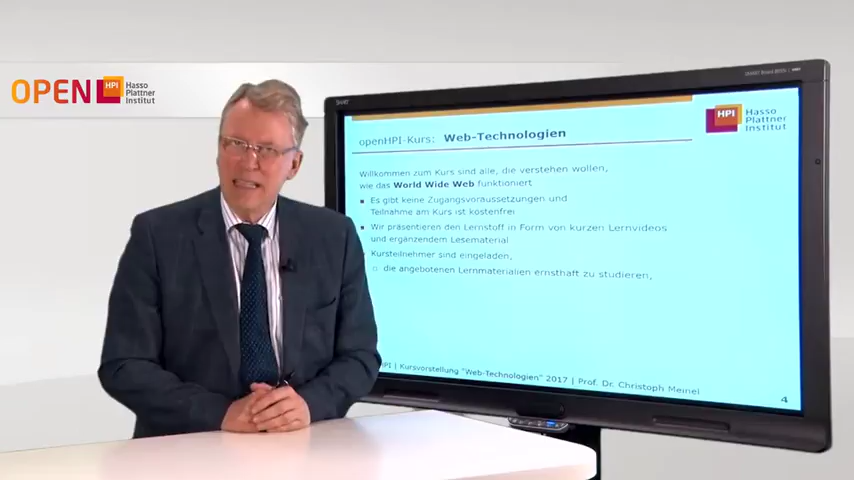 OPEN HPI Hasso
Plattner
Institut
SMART
HPI Hasso
Plattner
Institut
openHPI-Kurs: Web-Technologien
Willkommen zum Kurs sind alle, die verstehen wollen,
wie das World Wide Web funktioniert
Es gibt keine Zugangsvoraussetzungen und
Teilnahme am Kurs ist kostenfrei
Wir präsentieren den Lernstoff in Form von kurzen Lernvideos
und ergänzendem Lesematerial
Kursteilnehmer sind eingeladen,
die angebotenen Lernmaterialien ernsthaft zu studieren,
HPI | Kursvorstellung "Web-Technologien" 2017 | Prof. Dr. Christoph Meinel
4